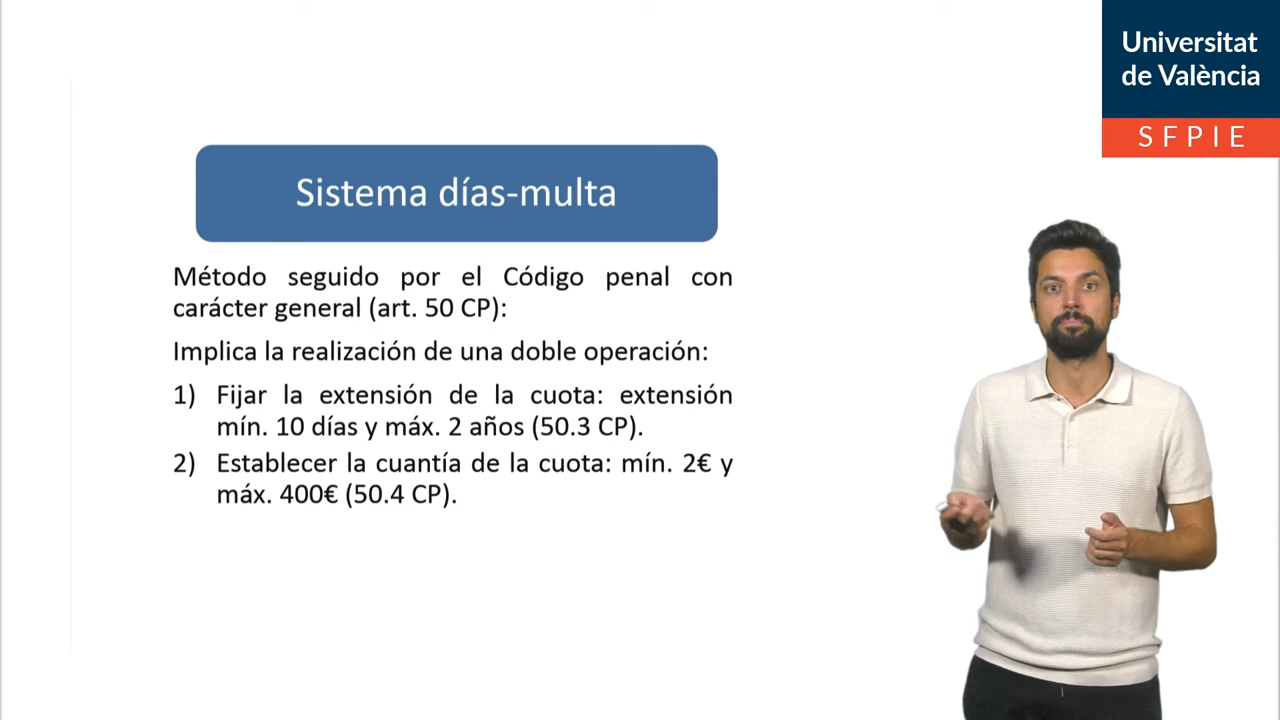 Universitat
de València
SFPIE
Sistema días-multa
Método seguido por el Código penal con
carácter general (art. 50 CP):
Implica la realización de una doble operación:
1) Fijar la extensión de la cuota: extensión
mín. 10 días y máx. 2 años (50.3 CP).
2) Establecer la cuantía de la cuota: mín. 2€ y
máx. 400€ (50.4 CP).